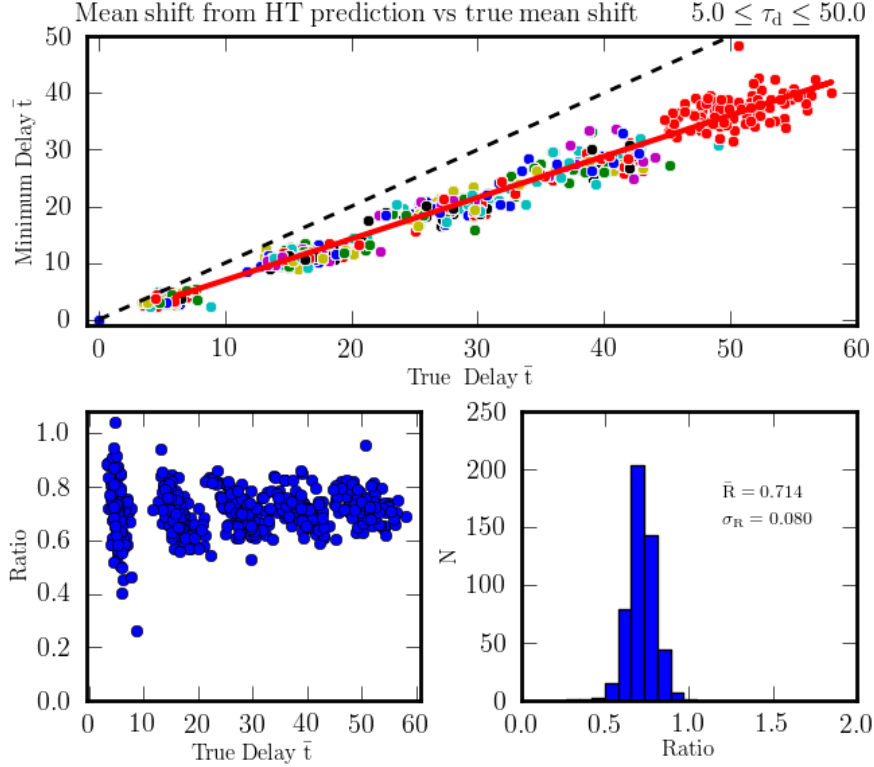 Mean shift from HT prediction vs true mean shift
5.0 ≤ τ_d ≤ 50.0
50
40
30
20
10
0
Minimum Delay t̄
0 10 20 30 40 50 60
True Delay t̄
1.0
0.8
0.6
0.4
0.2
0.0
Ratio
0 10 20 30 40 50 60
True Delay t̄
250
200
150
100
50
0
N
R̄ = 0.714
σ_R = 0.080
0.0 0.5 1.0 1.5 2.0
Ratio